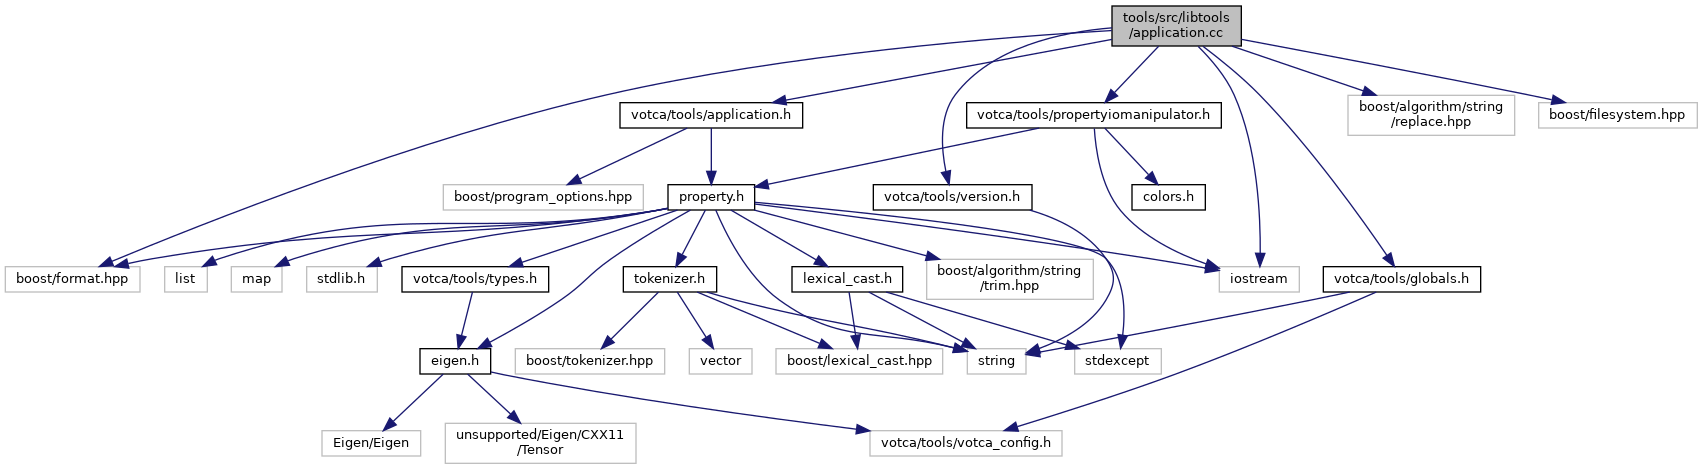 tools/src/libtools
/application.cc
votca/tools/application.h
votca/tools/propertyiomanipulator.h
boost/algorithm/string
/replace.hpp
boost/filesystem.hpp
boost/program_options.hpp
property.h
votca/tools/version.h
colors.h
boost/format.hpp
list
map
stdlib.h
votca/tools/types.h
tokenizer.h
lexical_cast.h
boost/algorithm/string
/trim.hpp
iostream
votca/tools/globals.h
eigen.h
boost/tokenizer.hpp
vector
boost/lexical_cast.hpp
string
stdexcept
Eigen/Eigen
unsupported/Eigen/CXX11
/Tensor
votca/tools/votca_config.h